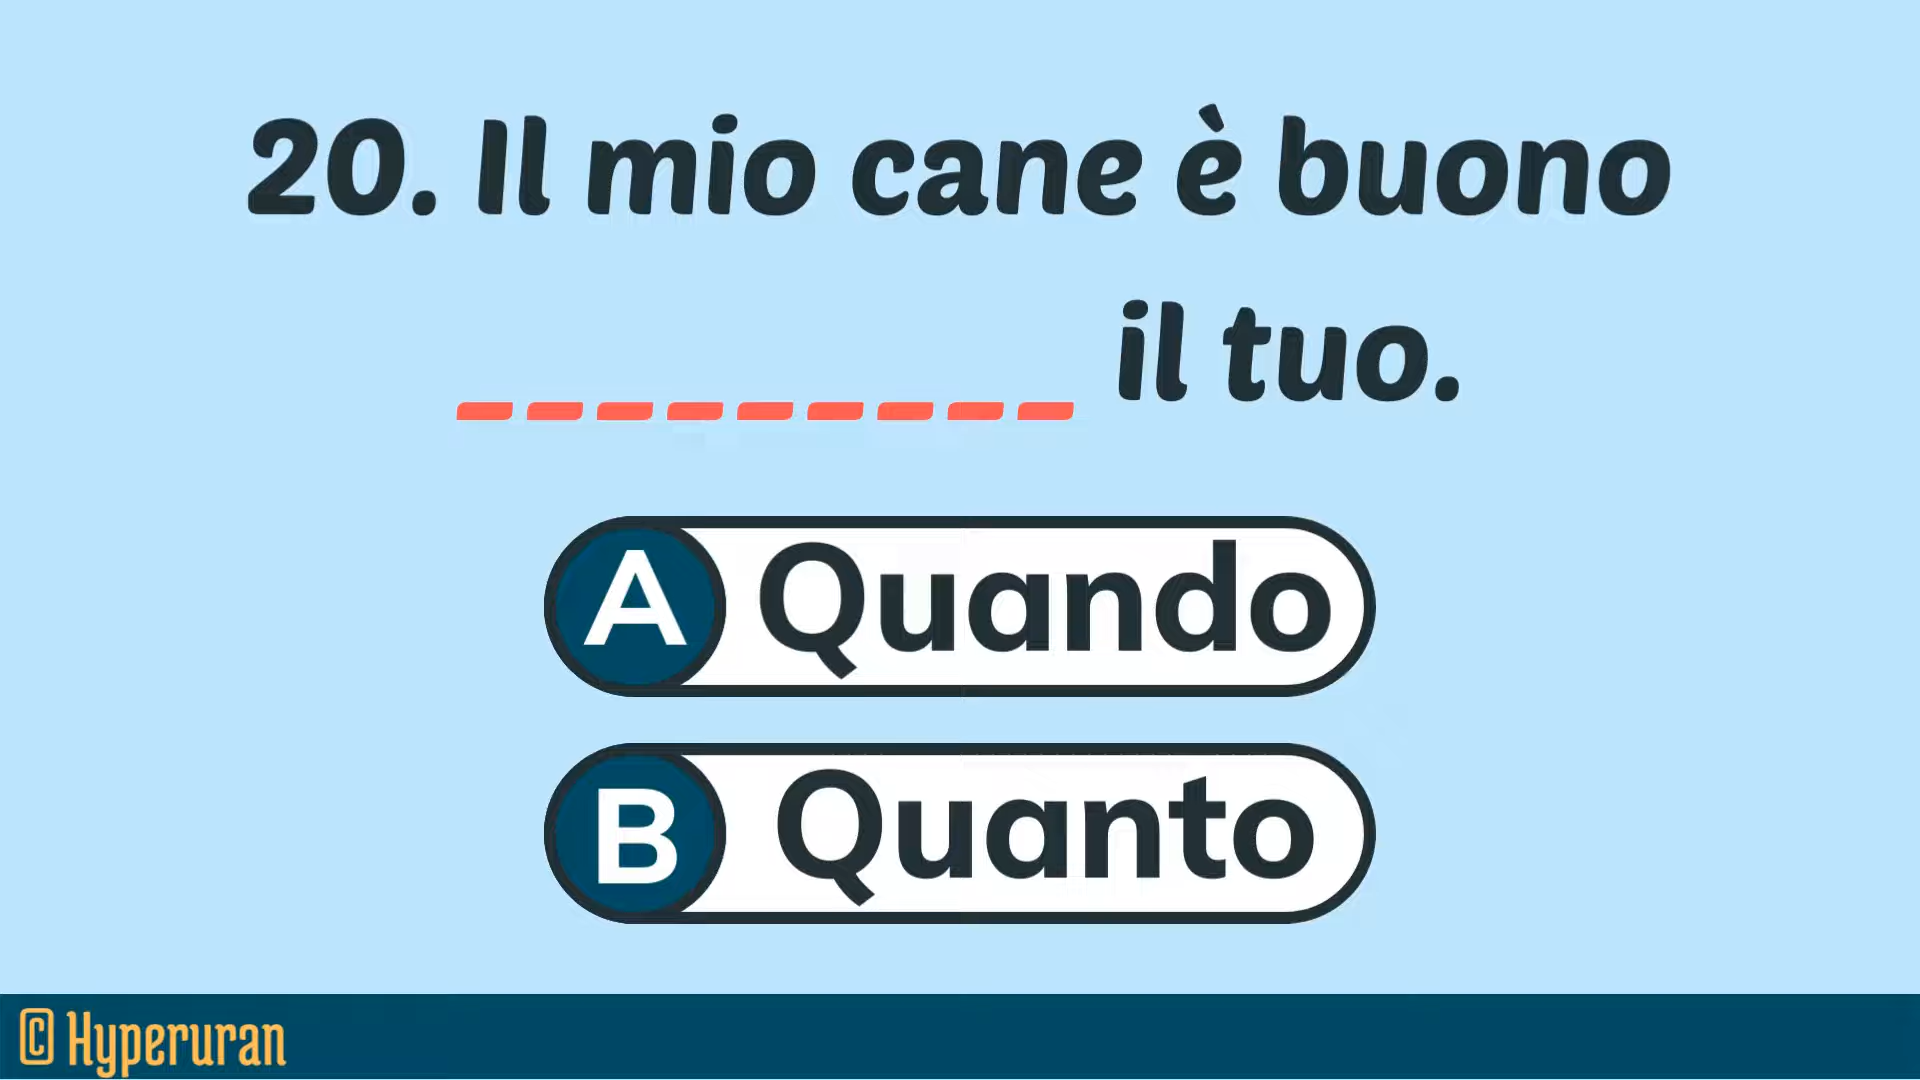 20. Il mio cane è buono
_________ il tuo.
A Quando
B Quanto
© Hyperuran